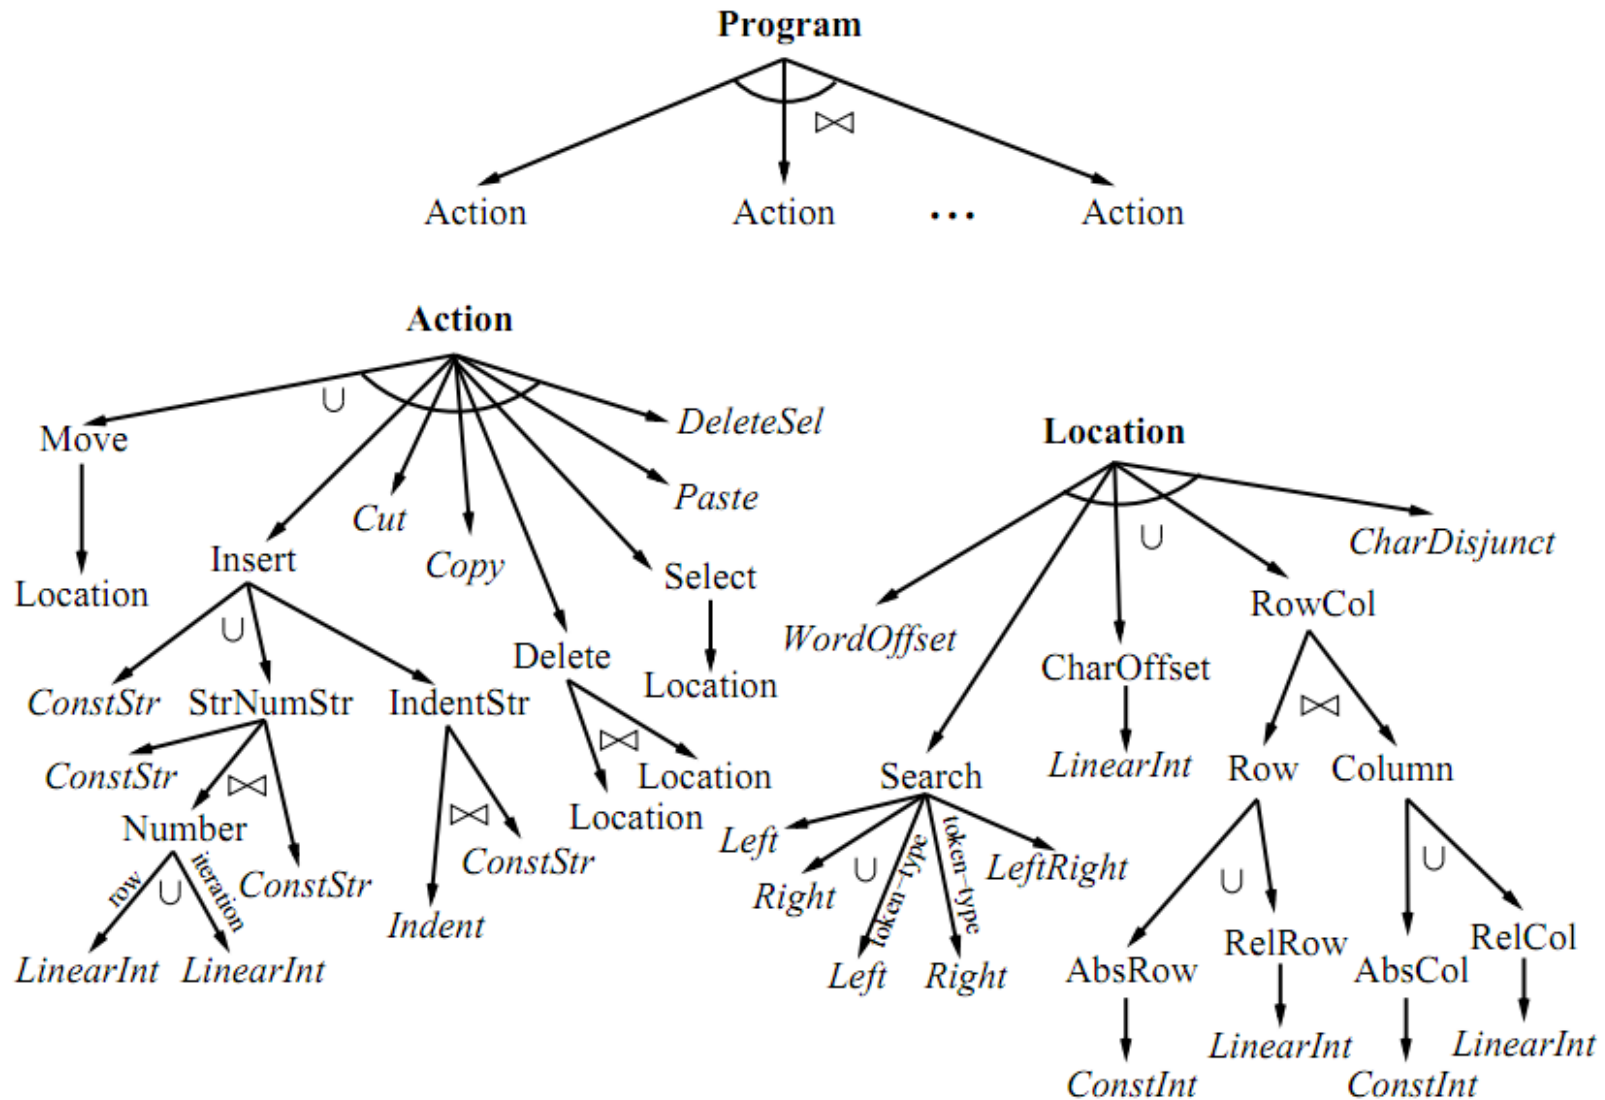 Program
⋈
Action Action ... Action
Action
∪
DeleteSel
Move
Location
Paste
Cut
∪
CharDisjunct
Insert
Copy
Select
Location
RowCol
∪
WordOffset
Delete
CharOffset
Location
ConstStr StrNumStr IndentStr
⋈
⋈
Location
ConstStr
Search
LinearInt
Row Column
⋈
Location
Number
⋈
Left
token-type
token-type
ConstStr
LeftRight
∪
∪
∪
row
∪
iteration
ConstStr
Right
Indent
RelRow
RelCol
LinearInt LinearInt
Left Right
AbsRow
AbsCol
LinearInt
LinearInt
ConstInt
ConstInt